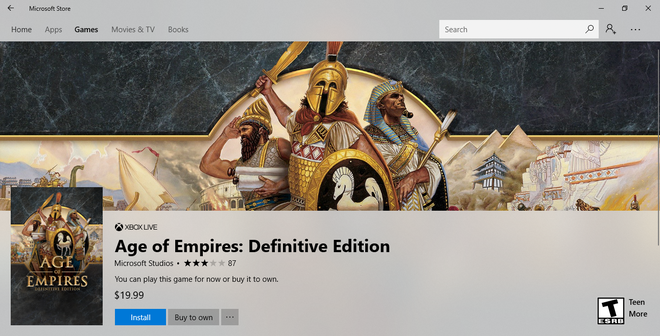 Microsoft Store
Home Apps Games Movies & TV Books
Search
XBOX LIVE
Age of Empires: Definitive Edition
Microsoft Studios • ★★★☆☆ 87
You can play this game for now or buy it to own.
$19.99
Install Buy to own ...
AGE
OF
EMPIRES
DEFINITIVE EDITION
T
ESRB
Teen
More